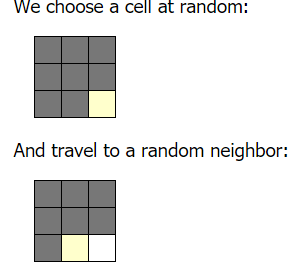 We choose a cell at random:
And travel to a random neighbor: